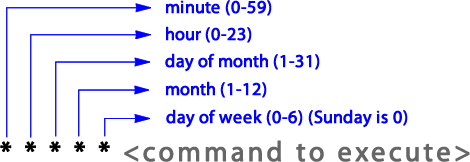 minute (0-59)
hour (0-23)
day of month (1-31)
month (1-12)
day of week (0-6) (Sunday is 0)
* * * * * <command to execute>